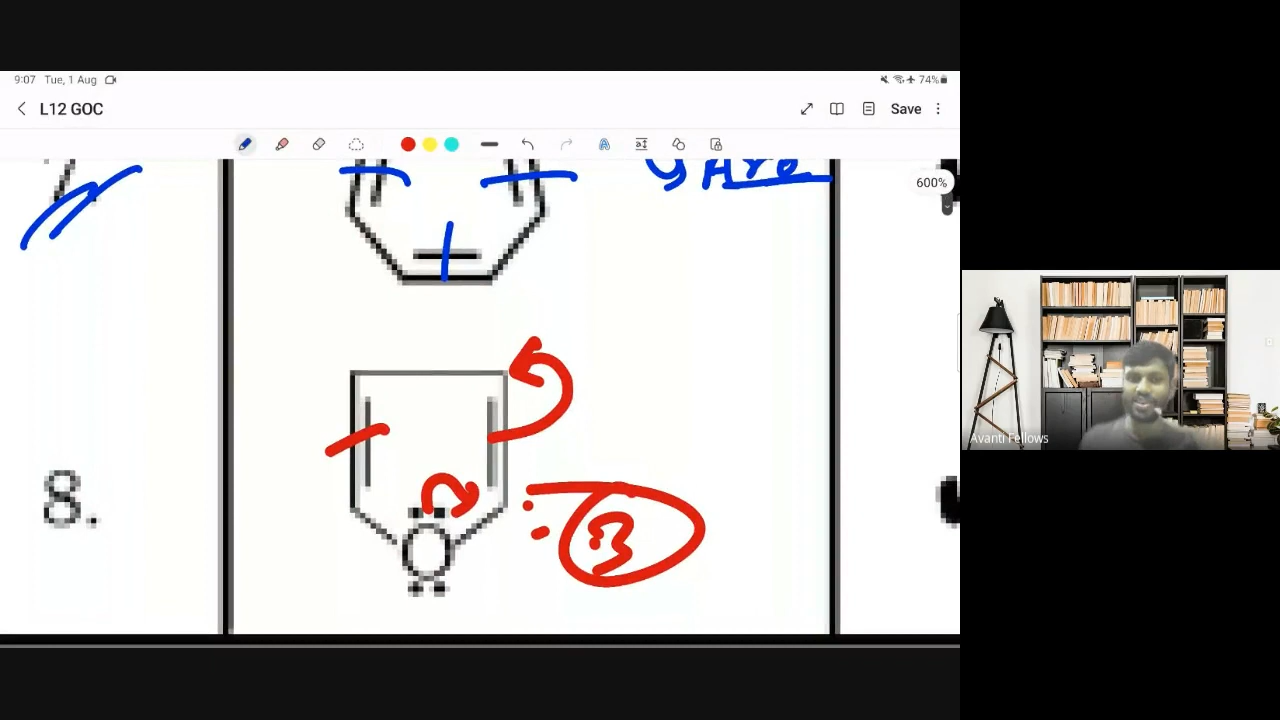 9:07 Tue, 1 Aug 74%
L12 GOC Save
600%
8.
3
Avanti Fellows